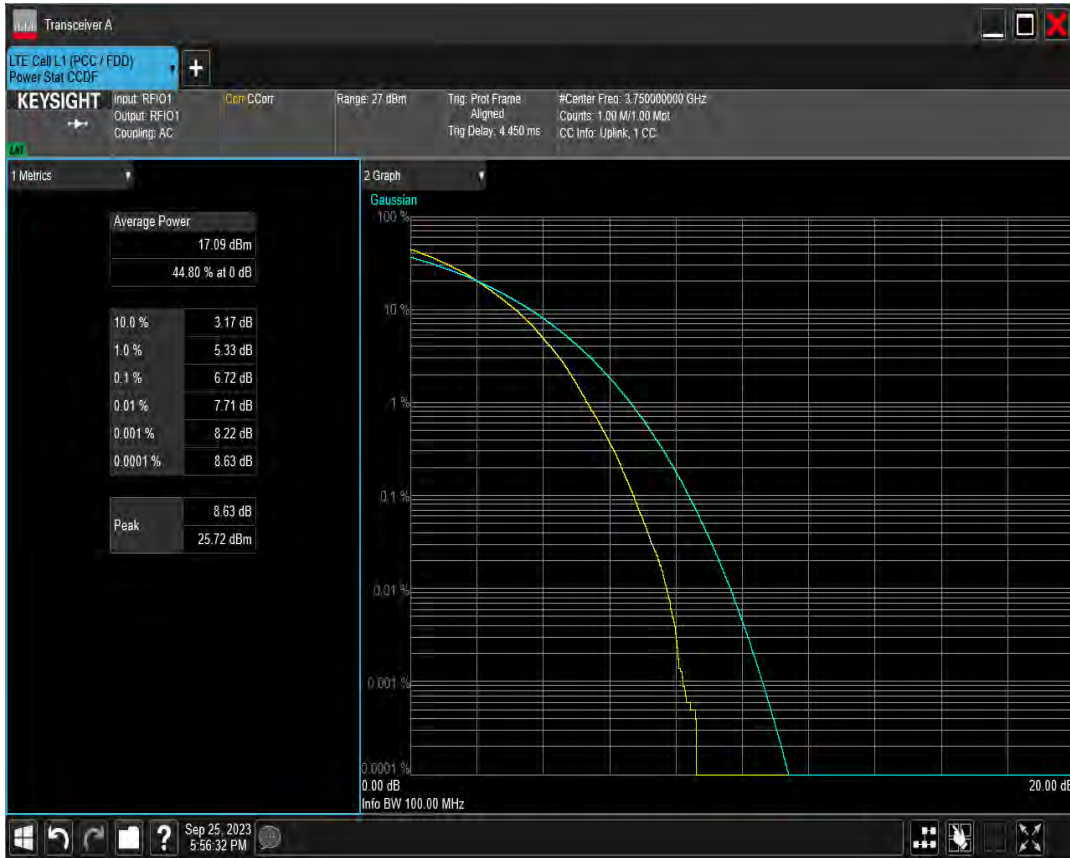 Transceiver A
LTE Cell L1 (PCC / FDD)
Power Stat CCDF
+
KEYSIGHT
Input: RFIO1
Output: RFIO1
Coupling: AC
Corr CCorr
Range: 27 dBm
Trig: Prot Frame
Aligned
Trig Delay: 4.450 ms
#Center Freq: 3.750000000 GHz
Counts: 1.00 M/1.00 Mpt
CC Info: Uplink, 1 CC
1 Metrics
Average Power
17.09 dBm
44.80 % at 0 dB
10.0 % 3.17 dB
1.0 % 5.33 dB
0.1 % 6.72 dB
0.01 % 7.71 dB
0.001 % 8.22 dB
0.0001 % 8.63 dB
Peak
8.63 dB
25.72 dBm
2 Graph
Gaussian
100 %
10 %
1 %
0.1 %
0.01 %
0.001 %
0.0001 %
0.00 dB
20.00 dB
Info BW 100.00 MHz
?
Sep 25, 2023
5:56:32 PM